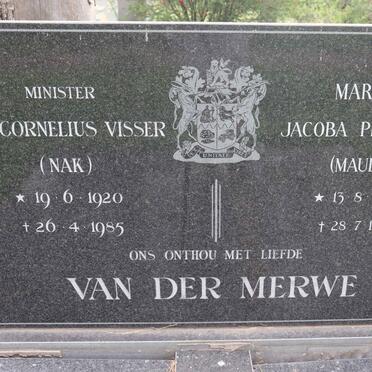 MINISTER
CORNELIUS VISSER
(NAK)
★ 19·6·1920
+ 26·4·1985
MAR
JACOBA P
(MAU
★ 13·8·
+ 28·7·1
ONS ONTHOU MET LIEFDE
VAN DER MERWE